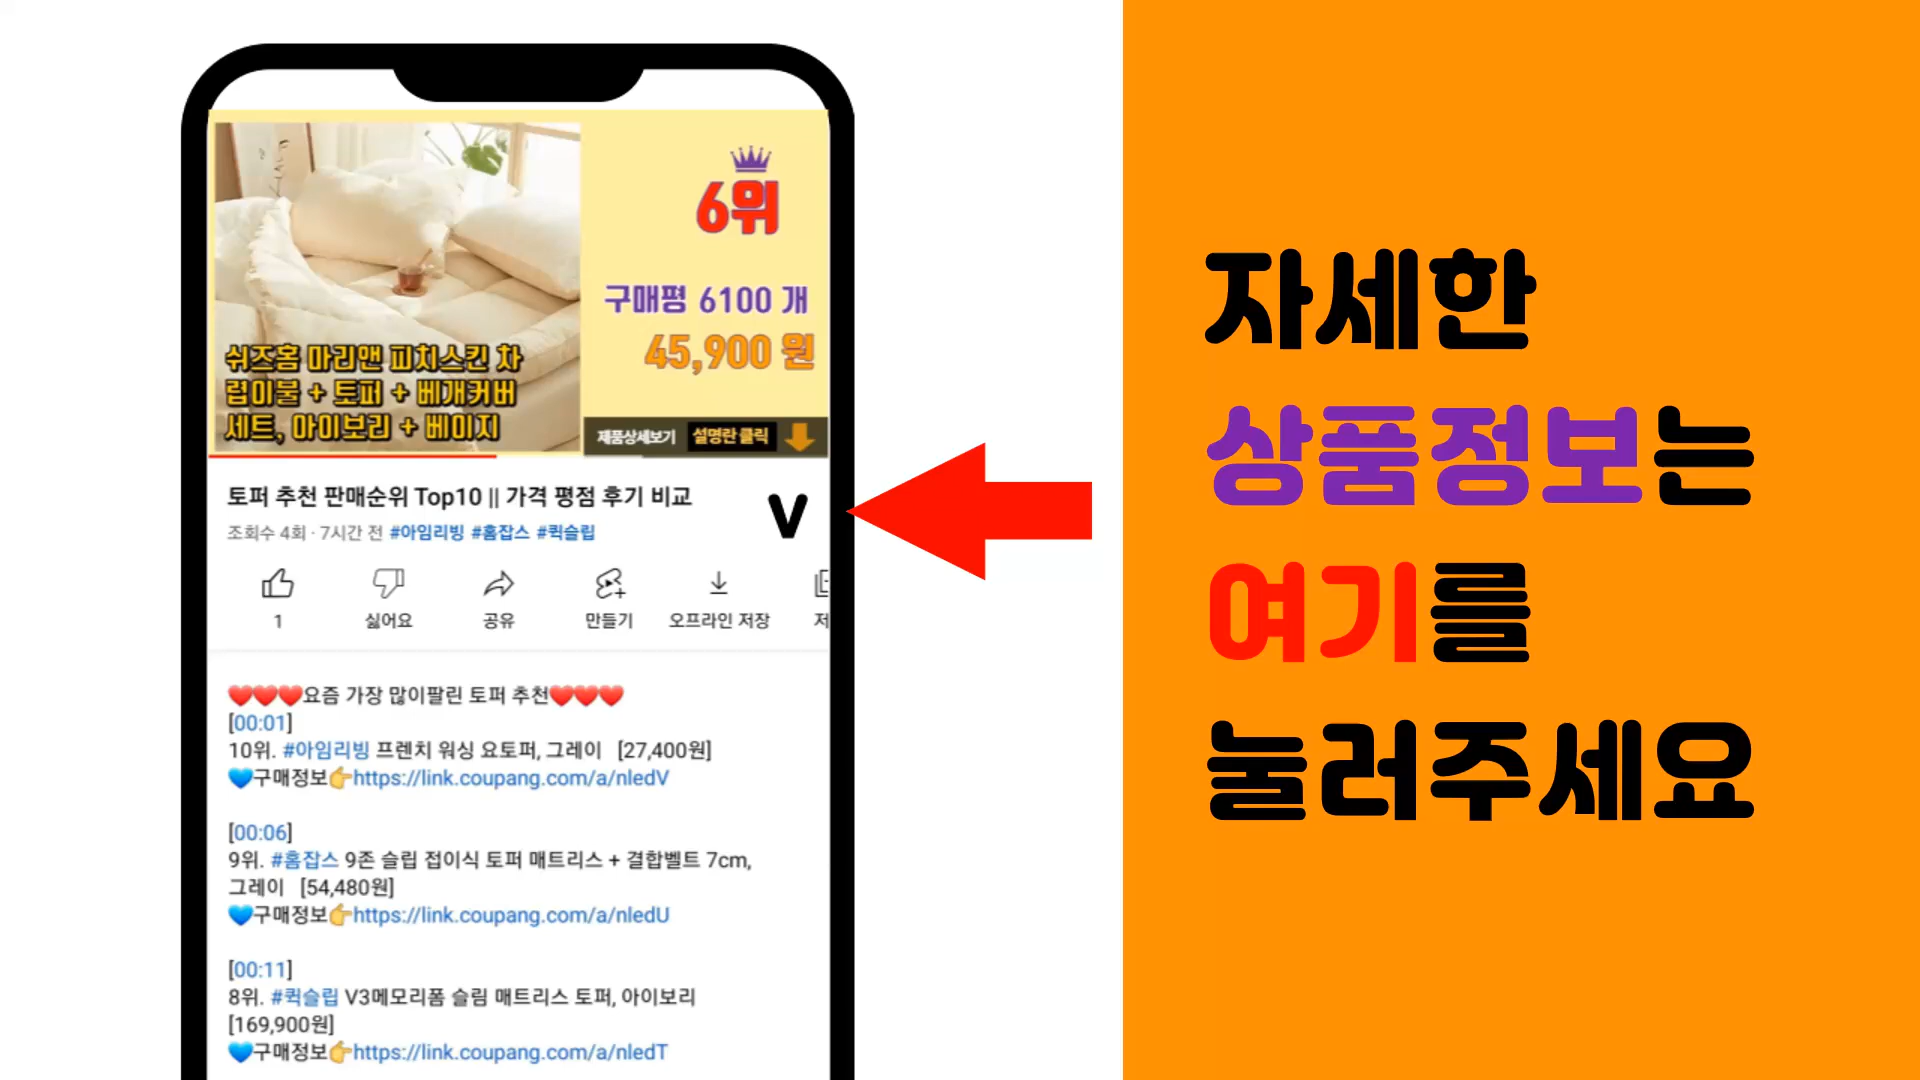 6위
구매평 6100 개
45,900 원
쉬즈홈 마리앤 피치스킨 차
렵이불 + 토퍼 + 베개커버
세트, 아이보리 + 베이지
제품상세보기 설명란 클릭
토퍼 추천 판매순위 Top10 || 가격 평점 후기 비교
V
조회수 4회 · 7시간 전 #아임리빙 #홈잡스 #퀵슬립
1 싫어요 공유 만들기 오프라인 저장 저
❤️❤️❤️요즘 가장 많이팔린 토퍼 추천❤️❤️❤️
[00:01]
10위. #아임리빙 프렌치 워싱 요토퍼, 그레이 [27,400원]
💙구매정보👉https://link.coupang.com/a/nledV
[00:06]
9위. #홈잡스 9존 슬립 접이식 토퍼 매트리스 + 결합벨트 7cm,
그레이 [54,480원]
💙구매정보👉https://link.coupang.com/a/nledU
[00:11]
8위. #퀵슬립 V3메모리폼 슬림 매트리스 토퍼, 아이보리
[169,900원]
💙구매정보👉https://link.coupang.com/a/nledT
자세한
상품정보는
여기를
눌러주세요